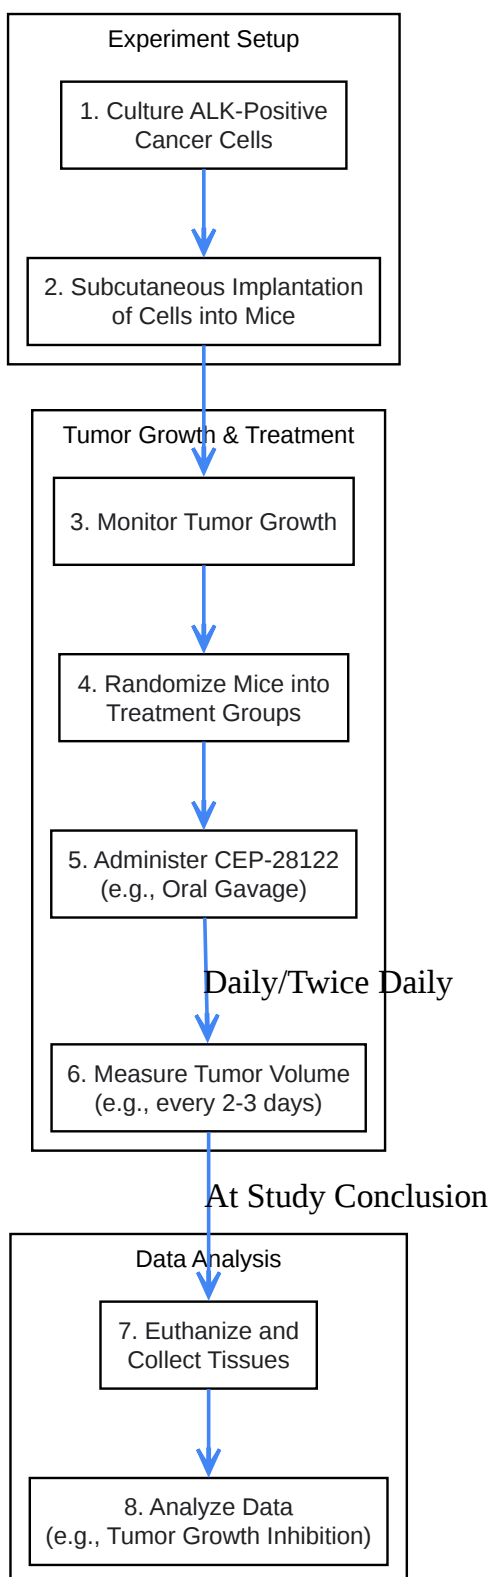 Experiment Setup
1. Culture ALK-Positive
Cancer Cells
2. Subcutaneous Implantation
of Cells into Mice
Tumor Growth & Treatment
3. Monitor Tumor Growth
4. Randomize Mice into
Treatment Groups
5. Administer CEP-28122
(e.g., Oral Gavage)
Daily/Twice Daily
6. Measure Tumor Volume
(e.g., every 2-3 days)
At Study Conclusion
Data Analysis
7. Euthanize and
Collect Tissues
8. Analyze Data
(e.g., Tumor Growth Inhibition)